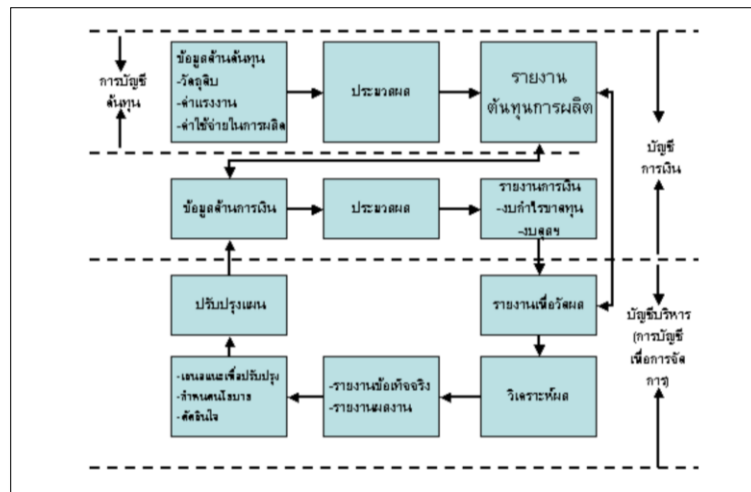 การบัญชี
ต้นทุน
ข้อมูลด้านต้นทุน
-วัตถุดิบ
-ค่าแรงงาน
-ค่าใช้จ่ายในการผลิต
ประมวลผล
รายงาน
ต้นทุนการผลิต
บัญชี
การเงิน
ข้อมูลด้านการเงิน
ประมวลผล
รายงานการเงิน
-งบกำไรขาดทุน
-งบดุลฯ
ปรับปรุงแผน
รายงานเพื่อวัดผล
บัญชีบริหาร
(การบัญชี
เพื่อการจัด
การ)
-เสนอแนะเพื่อปรับปรุง
-กำหนดนโยบาย
-ตัดสินใจ
-รายงานข้อเท็จจริง
-รายงานผลงาน
วิเคราะห์ผล